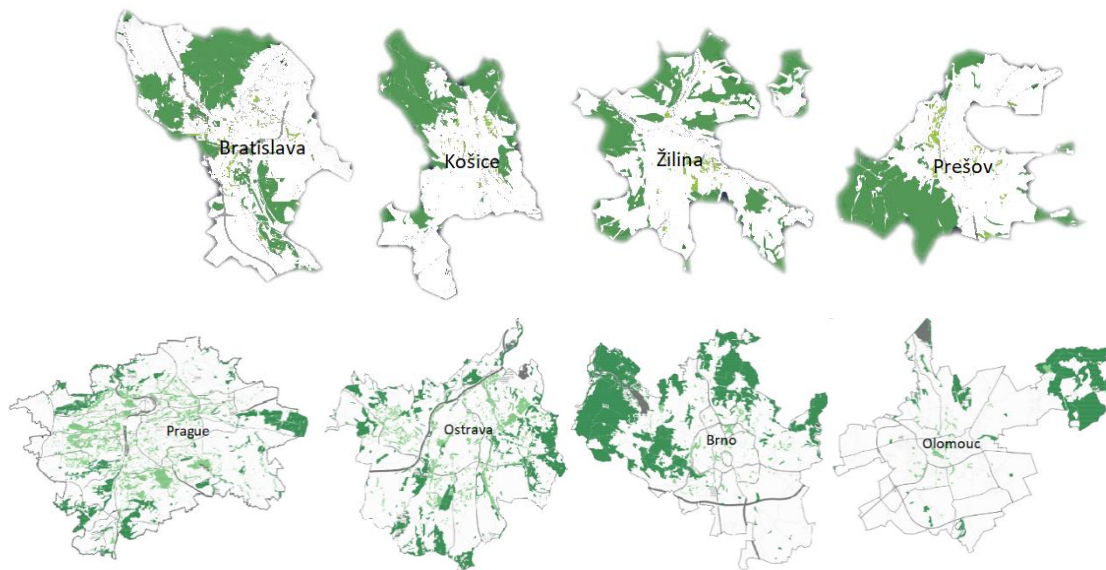 Bratislava
Košice
Žilina
Prešov
Prague
Ostrava
Brno
Olomouc